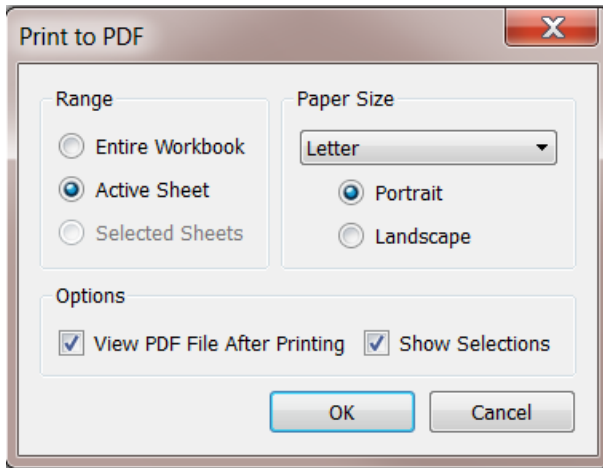 Print to PDF
Range
Entire Workbook
Active Sheet
Selected Sheets
Paper Size
Letter
Portrait
Landscape
Options
View PDF File After Printing Show Selections
OK Cancel